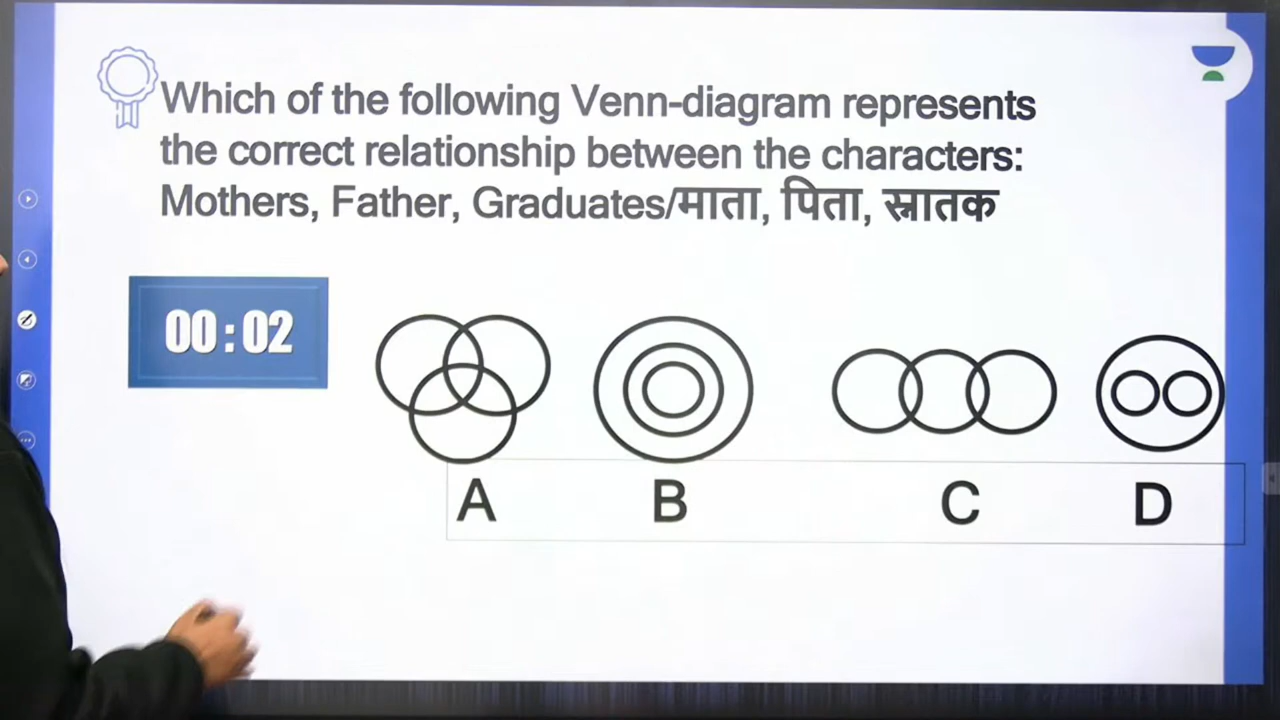 Which of the following Venn-diagram represents
the correct relationship between the characters:
Mothers, Father, Graduates/माता, पिता, स्नातक
00:02
A B C D